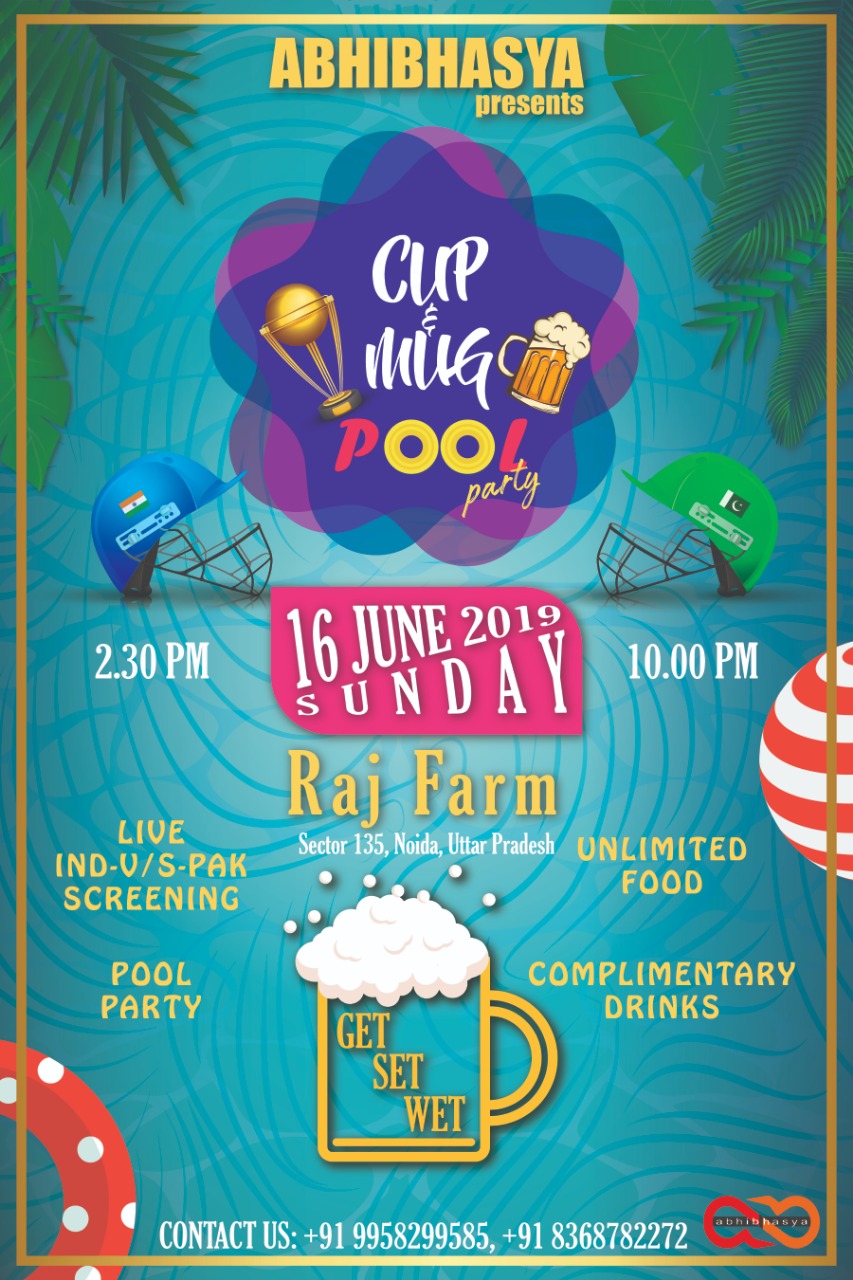 ABHIBHASYA
presents
CUP
&
MUG
POOL
party
16 JUNE 2019
SUNDAY
2.30 PM
10.00 PM
Raj Farm
Sector 135, Noida, Uttar Pradesh
LIVE
IND-V/S-PAK
SCREENING
UNLIMITED
FOOD
POOL
PARTY
COMPLIMENTARY
DRINKS
GET
SET
WET
CONTACT US: +91 9958299585, +91 8368782272
abhibhasya